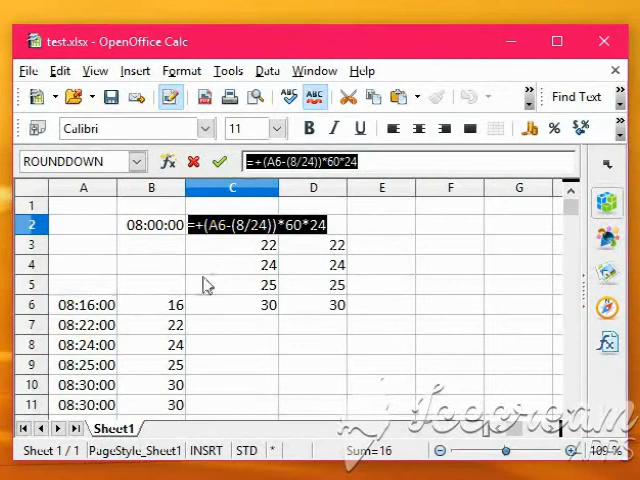 test.xlsx - OpenOffice Calc
File Edit View Insert Format Tools Data Window Help
ABC ABC Find Text
Calibri 11 B I U % $%
ROUNDDOWN =+(A6-(8/24))*60*24
A B C D E F G
1
2 08:00:00 =+(A6-(8/24))*60*24
3 22 22
4 24 24
5 25 25
6 08:16:00 16 30 30
7 08:22:00 22
8 08:24:00 24
9 08:25:00 25
10 08:30:00 30
11 08:30:00 30
Icecream
APPS
Sheet1
Sheet 1 / 1 PageStyle_Sheet1 INSRT STD * Sum=16 109 %